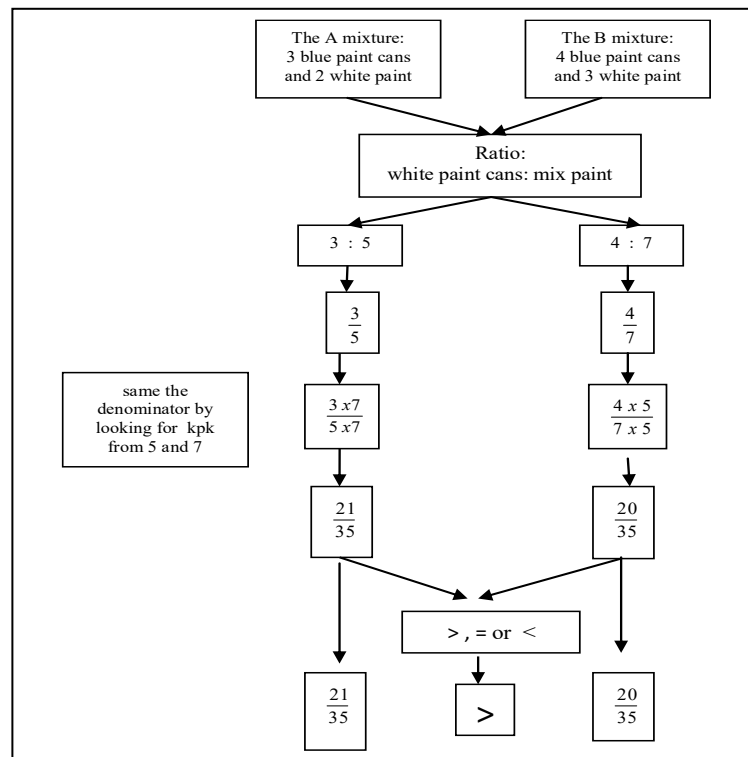 The A mixture:
3 blue paint cans
and 2 white paint
The B mixture:
4 blue paint cans
and 3 white paint
Ratio:
white paint cans: mix paint
3 : 5
4 : 7
3
5
4
7
same the
denominator by
looking for kpk
from 5 and 7
3 x7
5 x7
4 x 5
7 x 5
21
35
20
35
> , = or <
21
35
>
20
35